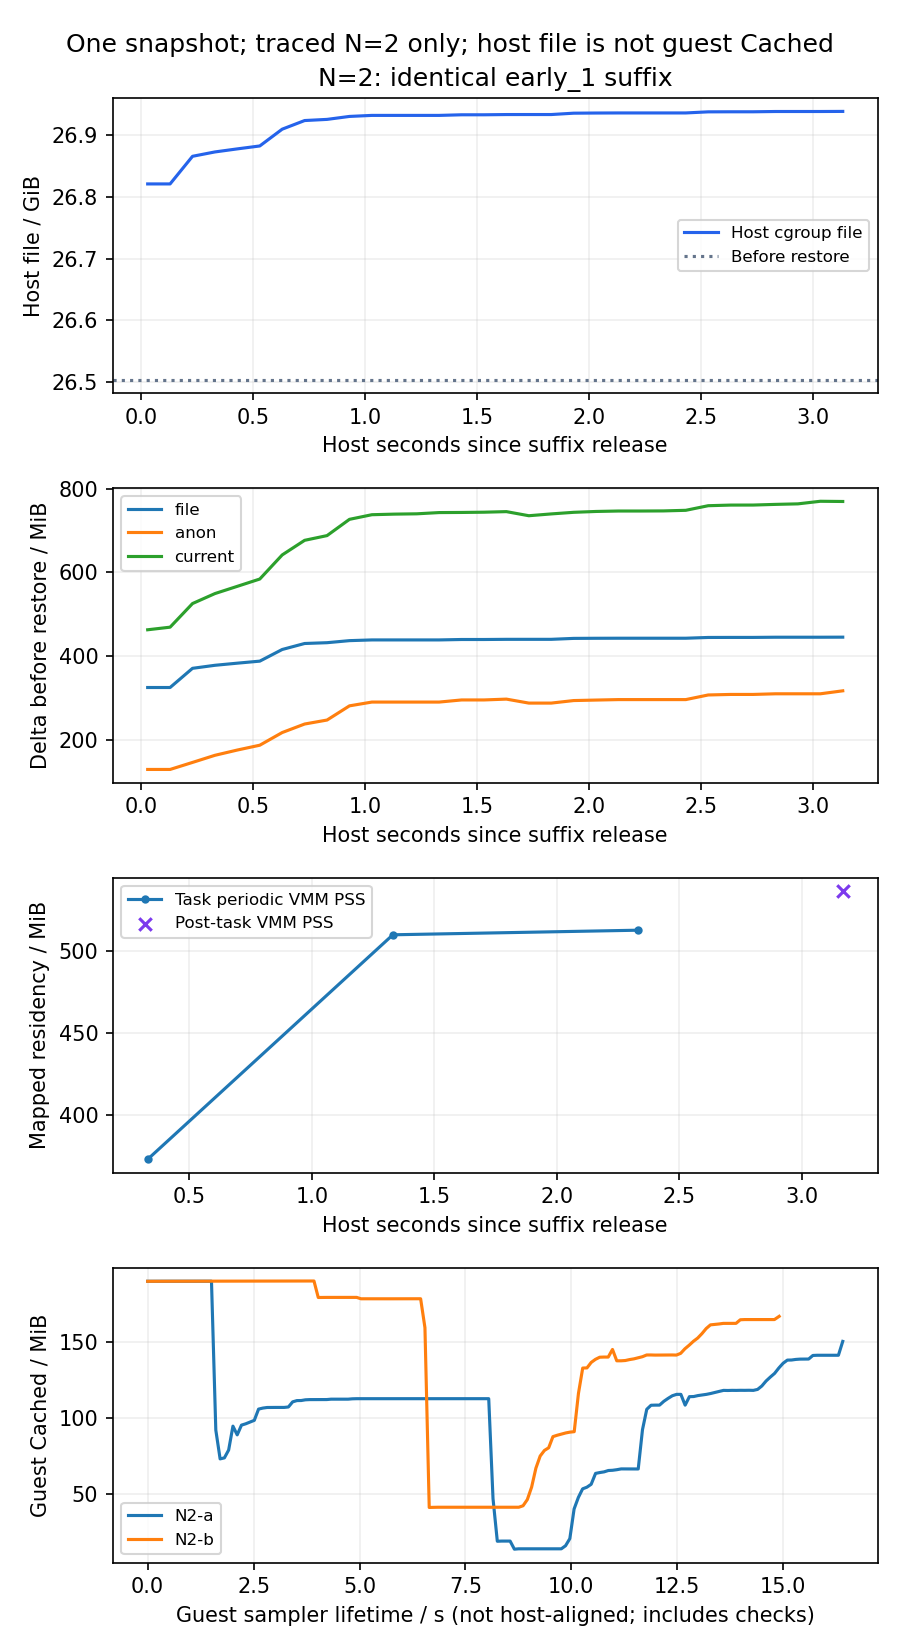 One snapshot; traced N=2 only; host file is not guest Cached
N=2: identical early_1 suffix
Host file / GiB
26.9
26.8
26.7
26.6
26.5
Host cgroup file
Before restore
0.0 0.5 1.0 1.5 2.0 2.5 3.0
Host seconds since suffix release
Delta before restore / MiB
800
600
400
200
file
anon
current
0.0 0.5 1.0 1.5 2.0 2.5 3.0
Host seconds since suffix release
Mapped residency / MiB
500
450
400
Task periodic VMM PSS
Post-task VMM PSS
0.5 1.0 1.5 2.0 2.5 3.0
Host seconds since suffix release
Guest Cached / MiB
150
100
50
N2-a
N2-b
0.0 2.5 5.0 7.5 10.0 12.5 15.0
Guest sampler lifetime / s (not host-aligned; includes checks)